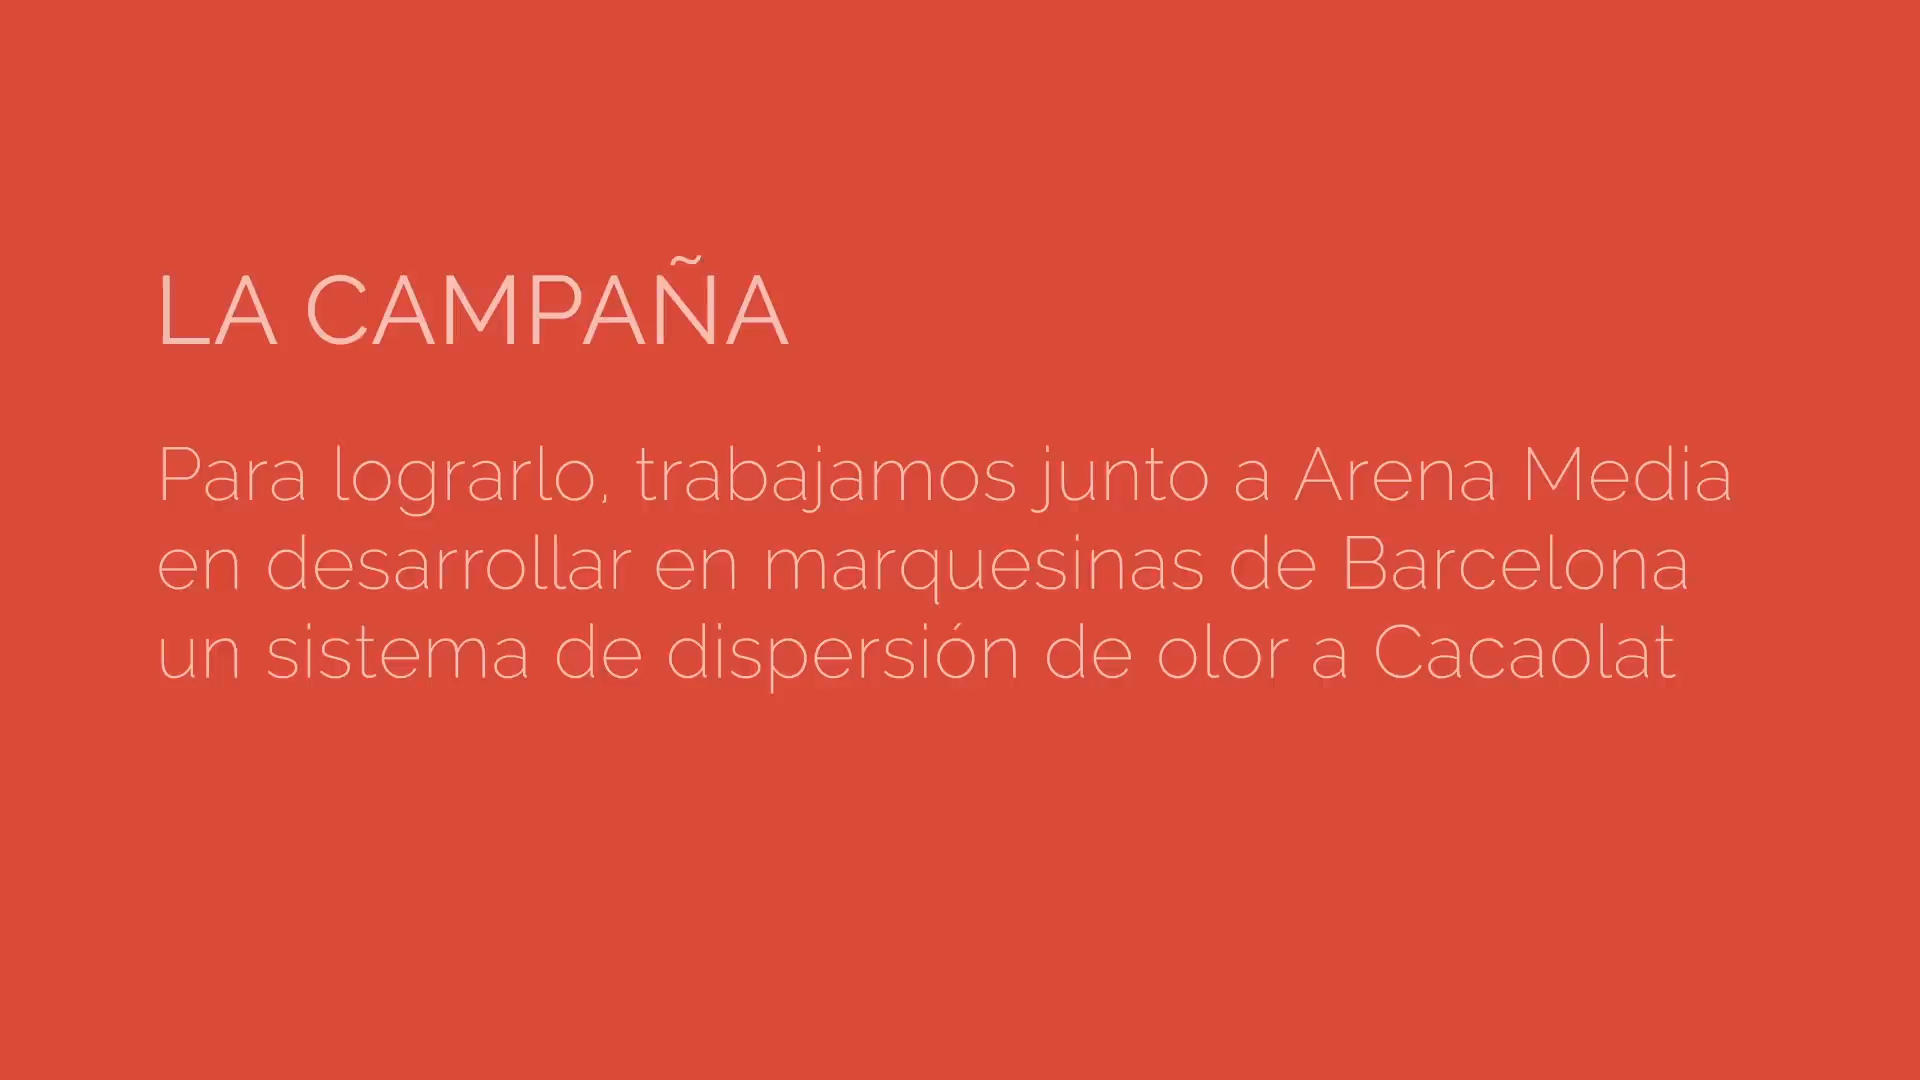 LA CAMPAÑA
Para lograrlo, trabajamos junto a Arena Media
en desarrollar en marquesinas de Barcelona
un sistema de dispersión de olor a Cacaolat